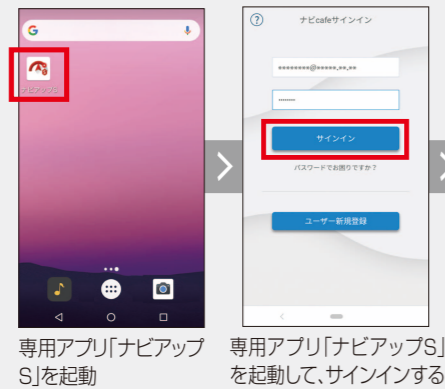 ナビアップS
専用アプリ「ナビアップ
S」を起動
?
ナビcafeサインイン
********@*****.**.**
********
サインイン
パスワードでお困りですか?
ユーザー新規登録
専用アプリ「ナビアップS」
を起動して、サインインする